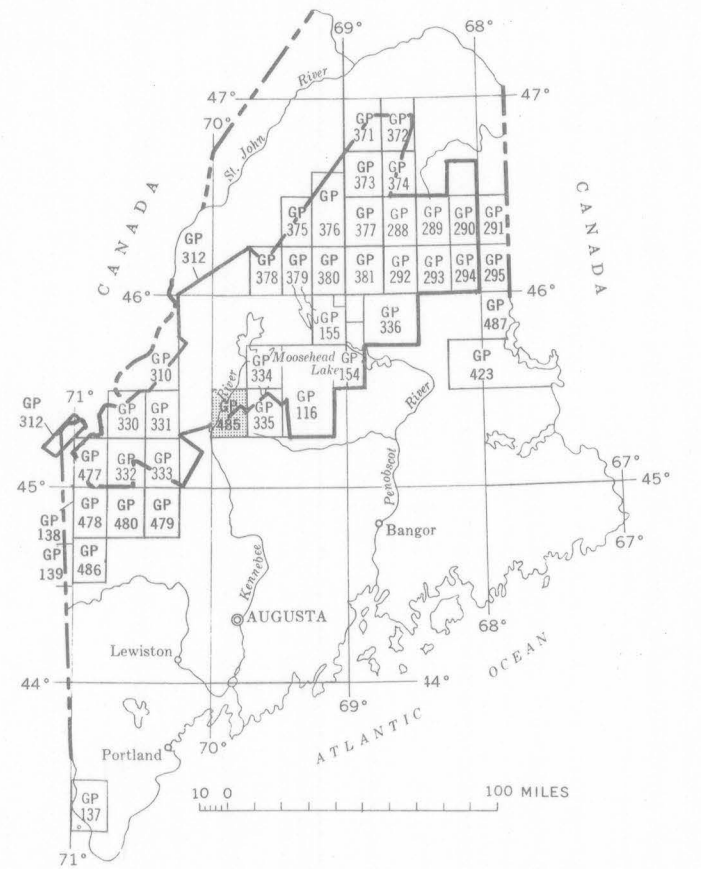 69°
68°
47°
47°
River
St. John
70°
GP
371
GP
372
GP
373
GP
374
CANADA
CANADA
GP
375
GP
376
GP
377
GP
288
GP
289
GP
290
GP
291
GP
312
GP
378
GP
379
GP
380
GP
381
GP
292
GP
293
GP
294
GP
295
46°
46°
GP
155
GP
336
GP
487
GP
310
GP
334
Moosehead
Lake
GP
154
GP
423
71°
GP
312
GP
330
GP
331
River
GP
485
GP
335
GP
116
River
GP
477
GP
332
GP
333
67°
45°
45°
Penobscot
GP
478
GP
480
GP
479
GP
138
Bangor
67°
GP
139
GP
486
Kennebec
AUGUSTA
68°
Lewiston
OCEAN
44°
44°
69°
ATLANTIC
70°
Portland
10 0
100 MILES
GP
137
71°